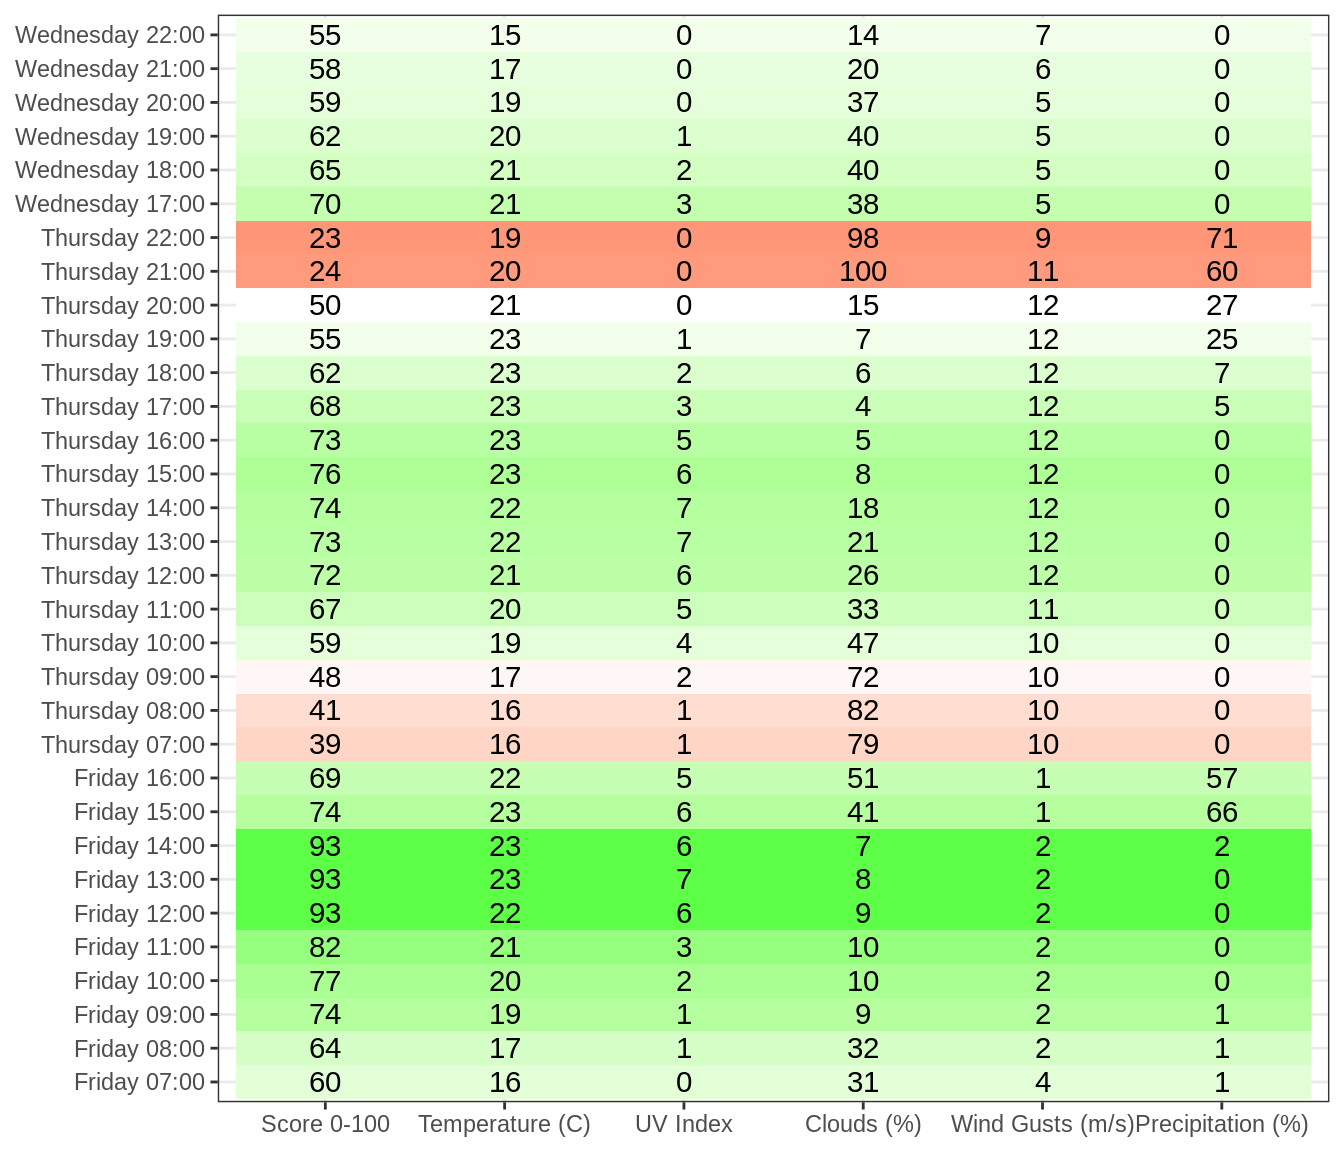 Wednesday 22:00 55 15 0 14 7 0
Wednesday 21:00 58 17 0 20 6 0
Wednesday 20:00 59 19 0 37 5 0
Wednesday 19:00 62 20 1 40 5 0
Wednesday 18:00 65 21 2 40 5 0
Wednesday 17:00 70 21 3 38 5 0
Thursday 22:00 23 19 0 98 9 71
Thursday 21:00 24 20 0 100 11 60
Thursday 20:00 50 21 0 15 12 27
Thursday 19:00 55 23 1 7 12 25
Thursday 18:00 62 23 2 6 12 7
Thursday 17:00 68 23 3 4 12 5
Thursday 16:00 73 23 5 5 12 0
Thursday 15:00 76 23 6 8 12 0
Thursday 14:00 74 22 7 18 12 0
Thursday 13:00 73 22 7 21 12 0
Thursday 12:00 72 21 6 26 12 0
Thursday 11:00 67 20 5 33 11 0
Thursday 10:00 59 19 4 47 10 0
Thursday 09:00 48 17 2 72 10 0
Thursday 08:00 41 16 1 82 10 0
Thursday 07:00 39 16 1 79 10 0
Friday 16:00 69 22 5 51 1 57
Friday 15:00 74 23 6 41 1 66
Friday 14:00 93 23 6 7 2 2
Friday 13:00 93 23 7 8 2 0
Friday 12:00 93 22 6 9 2 0
Friday 11:00 82 21 3 10 2 0
Friday 10:00 77 20 2 10 2 0
Friday 09:00 74 19 1 9 2 1
Friday 08:00 64 17 1 32 2 1
Friday 07:00 60 16 0 31 4 1
Score 0-100 Temperature (C) UV Index Clouds (%) Wind Gusts (m/s) Precipitation (%)